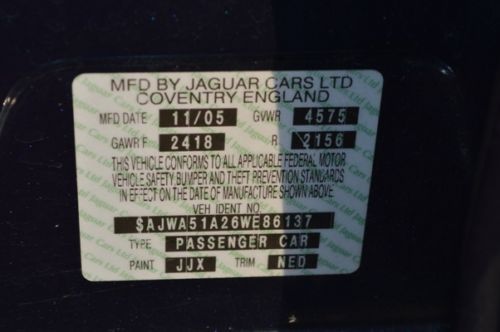 MFD BY JAGUAR CARS LTD
COVENTRY ENGLAND
MFD DATE 11/05 GVWR 4575
GAWR F 2418 R 2156
THIS VEHICLE CONFORMS TO ALL APPLICABLE FEDERAL MOTOR
VEHICLE SAFETY BUMPER AND THEFT PREVENTION STANDARDS
IN EFFECT ON THE DATE OF MANUFACTURE SHOWN ABOVE
VEH IDENT NO.
SAJWA51A26WE86137
TYPE PASSENGER CAR
PAINT JJX TRIM NED